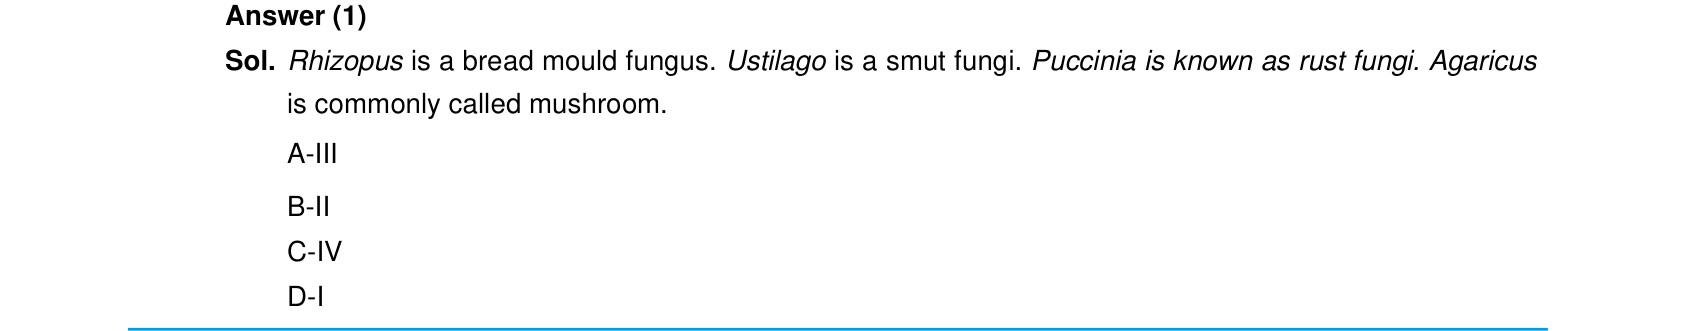 Answer (1)
Sol. Rhizopus is a bread mould fungus. Ustilago is a smut fungi. Puccinia is known as rust fungi. Agaricus
is commonly called mushroom.
A-III
B-II
C-IV
D-I